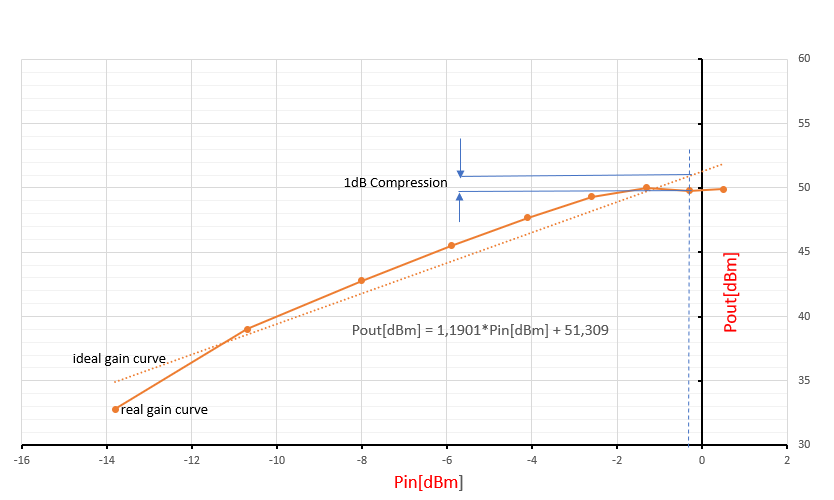 60
55
50
45
40
35
30
1dB Compression
Pout[dBm]
Pout[dBm] = 1,1901*Pin[dBm] + 51,309
ideal gain curve
real gain curve
-16 -14 -12 -10 -8 -6 -4 -2 0 2
Pin[dBm]